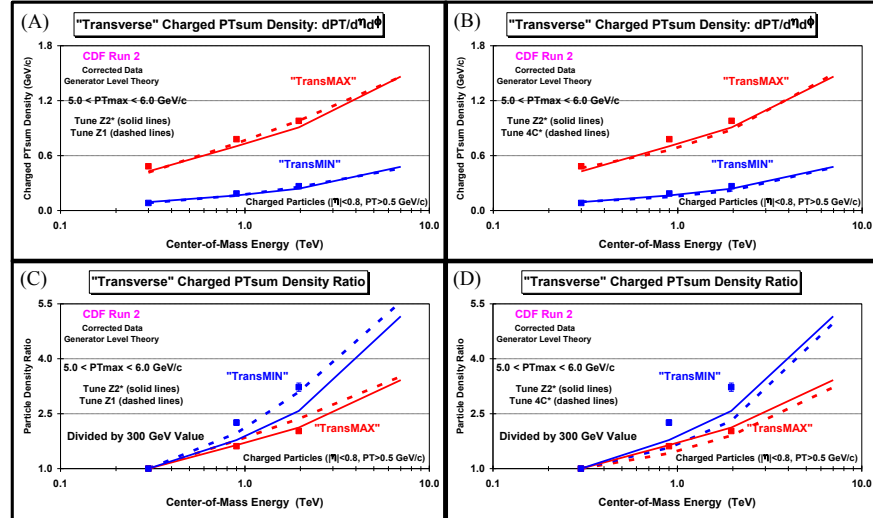 (A)
"Transverse" Charged PTsum Density: dPT/dηdϕ
Charged PTsum Density (GeV/c)
1.8
1.2
0.6
0.0
CDF Run 2
Corrected Data
Generator Level Theory
5.0 < PTmax < 6.0 GeV/c
Tune Z2* (solid lines)
Tune Z1 (dashed lines)
"TransMAX"
"TransMIN"
Charged Particles (|η|<0.8, PT>0.5 GeV/c)
0.1
1.0
10.0
Center-of-Mass Energy (TeV)
(B)
"Transverse" Charged PTsum Density: dPT/dηdϕ
Charged PTsum Density (GeV/c)
1.8
1.2
0.6
0.0
CDF Run 2
Corrected Data
Generator Level Theory
5.0 < PTmax < 6.0 GeV/c
Tune Z2* (solid lines)
Tune 4C* (dashed lines)
"TransMAX"
"TransMIN"
Charged Particles (|η|<0.8, PT>0.5 GeV/c)
0.1
1.0
10.0
Center-of-Mass Energy (TeV)
(C)
"Transverse" Charged PTsum Density Ratio
Particle Density Ratio
5.5
4.0
2.5
1.0
CDF Run 2
Corrected Data
Generator Level Theory
5.0 < PTmax < 6.0 GeV/c
Tune Z2* (solid lines)
Tune Z1 (dashed lines)
"TransMIN"
"TransMAX"
Divided by 300 GeV Value
Charged Particles (|η|<0.8, PT>0.5 GeV/c)
0.1
1.0
10.0
Center-of-Mass Energy (TeV)
(D)
"Transverse" Charged PTsum Density Ratio
Particle Density Ratio
5.5
4.0
2.5
1.0
CDF Run 2
Corrected Data
Generator Level Theory
5.0 < PTmax < 6.0 GeV/c
Tune Z2* (solid lines)
Tune 4C* (dashed lines)
"TransMIN"
"TransMAX"
Divided by 300 GeV Value
Charged Particles (|η|<0.8, PT>0.5 GeV/c)
0.1
1.0
10.0
Center-of-Mass Energy (TeV)